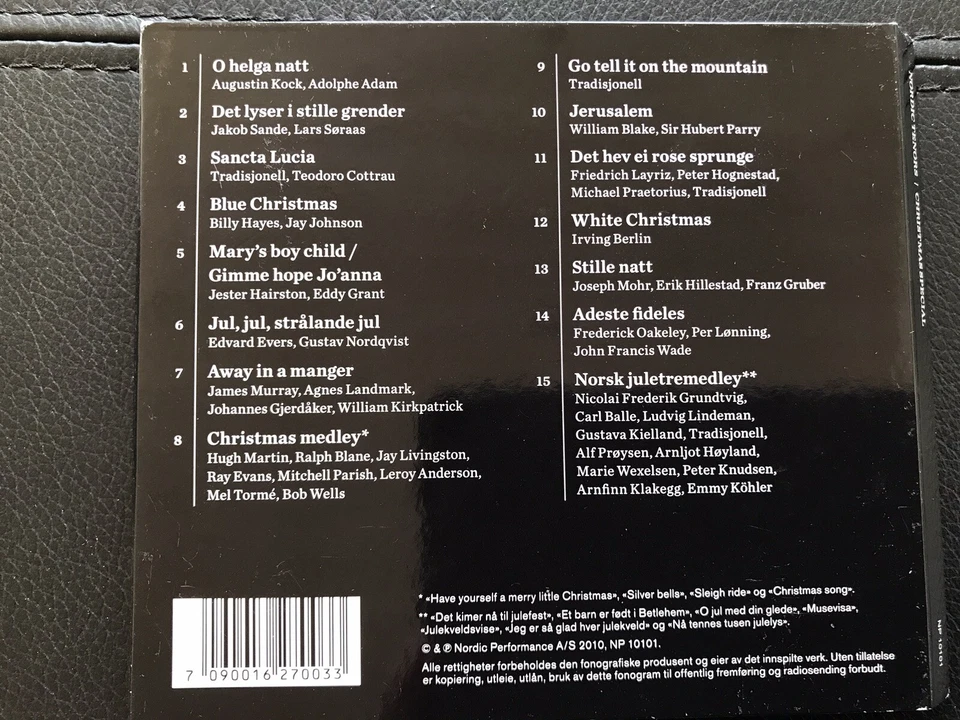 1 O helga natt
Augustin Kock, Adolphe Adam
2 Det lyser i stille grender
Jakob Sande, Lars Søraas
3 Sancta Lucia
Tradisjonell, Teodoro Cottrau
4 Blue Christmas
Billy Hayes, Jay Johnson
5 Mary's boy child /
Gimme hope Jo'anna
Jester Hairston, Eddy Grant
6 Jul, jul, strålande jul
Edvard Evers, Gustav Nordqvist
7 Away in a manger
James Murray, Agnes Landmark,
Johannes Gjerdåker, William Kirkpatrick
8 Christmas medley*
Hugh Martin, Ralph Blane, Jay Livingston,
Ray Evans, Mitchell Parish, Leroy Anderson,
Mel Tormé, Bob Wells
9 Go tell it on the mountain
Tradisjonell
10 Jerusalem
William Blake, Sir Hubert Parry
11 Det hev ei rose sprunge
Friedrich Layriz, Peter Hognestad,
Michael Praetorius, Tradisjonell
12 White Christmas
Irving Berlin
13 Stille natt
Joseph Mohr, Erik Hillestad, Franz Gruber
14 Adeste fideles
Frederick Oakeley, Per Lønning,
John Francis Wade
15 Norsk juletremedley**
Nicolai Frederik Grundtvig,
Carl Balle, Ludvig Lindeman,
Gustava Kielland, Tradisjonell,
Alf Prøysen, Arnljot Høyland,
Marie Wexelsen, Peter Knudsen,
Arnfinn Klakegg, Emmy Köhler
* «Have yourself a merry little Christmas», «Silver bells», «Sleigh ride» og «Christmas song».
** «Det kimer nå til julefest», «Et barn er født i Betlehem», «O jul med din glede», «Musevisa»,
«Julekveldsvise», «Jeg er så glad hver julekveld» og «Nå tennes tusen julelys».
© & ℗ Nordic Performance A/S 2010, NP 10101.
Alle rettigheter forbeholdes den fonografiske produsent og eier av det innspilte verk. Uten tillatelse
er kopiering, utleie, utlån, bruk av dette fonogram til offentlig fremføring og radiosending forbudt.
7 090016 270033
NORDIC TENORS / CHRISTMAS SPECIAL
NP 10101